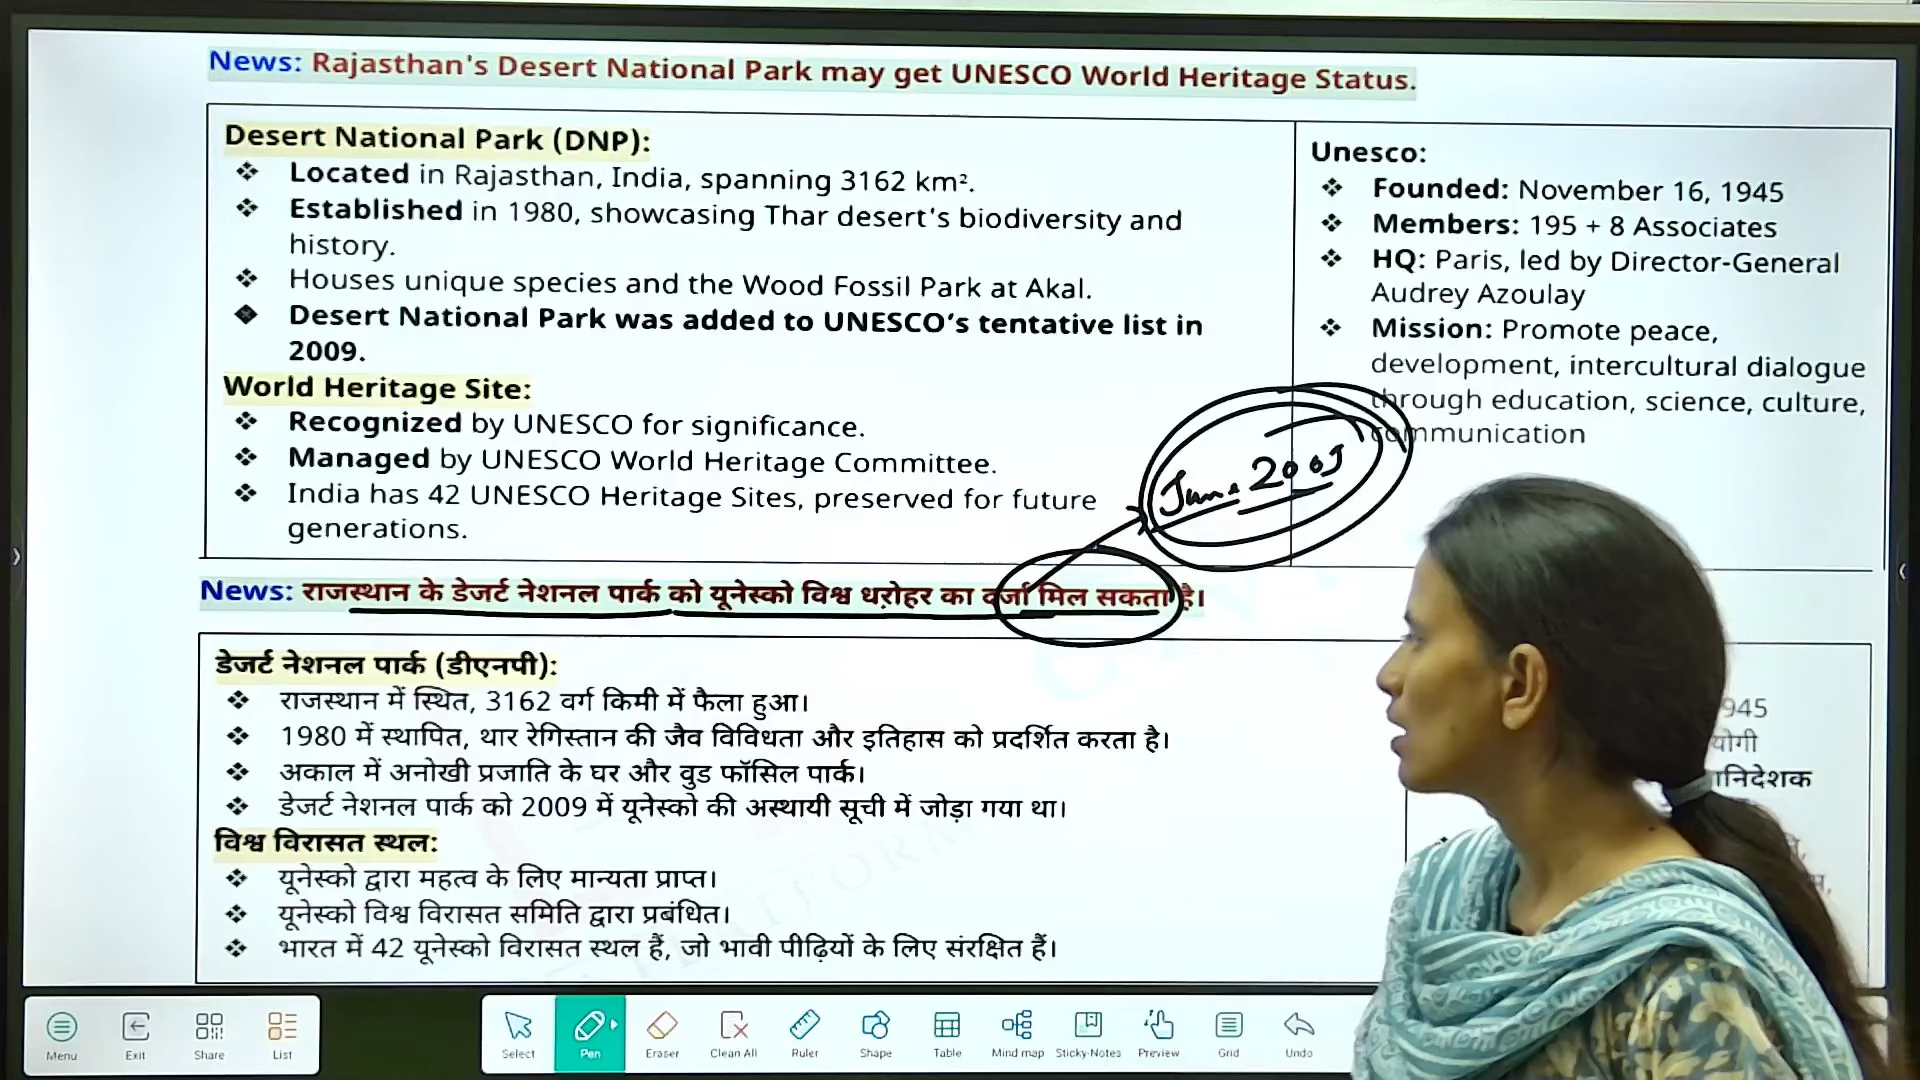 News: Rajasthan's Desert National Park may get UNESCO World Heritage Status.
Desert National Park (DNP):
❖ Located in Rajasthan, India, spanning 3162 km².
❖ Established in 1980, showcasing Thar desert's biodiversity and
history.
❖ Houses unique species and the Wood Fossil Park at Akal.
❖ Desert National Park was added to UNESCO’s tentative list in
2009.
World Heritage Site:
❖ Recognized by UNESCO for significance.
❖ Managed by UNESCO World Heritage Committee.
❖ India has 42 UNESCO Heritage Sites, preserved for future
generations.
Unesco:
❖ Founded: November 16, 1945
❖ Members: 195 + 8 Associates
❖ HQ: Paris, led by Director-General
Audrey Azoulay
❖ Mission: Promote peace,
development, intercultural dialogue
through education, science, culture,
communication
News: राजस्थान के डेजर्ट नेशनल पार्क को यूनेस्को विश्व धरोहर का दर्जा मिल सकता है।
डेजर्ट नेशनल पार्क (डीएनपी):
❖ राजस्थान में स्थित, 3162 वर्ग किमी में फैला हुआ।
❖ 1980 में स्थापित, थार रेगिस्तान की जैव विविधता और इतिहास को प्रदर्शित करता है।
❖ अकाल में अनोखी प्रजाति के घर और वुड फॉसिल पार्क।
❖ डेजर्ट नेशनल पार्क को 2009 में यूनेस्को की अस्थायी सूची में जोड़ा गया था।
विश्व विरासत स्थल:
❖ यूनेस्को द्वारा महत्व के लिए मान्यता प्राप्त।
❖ यूनेस्को विश्व विरासत समिति द्वारा प्रबंधित।
❖ भारत में 42 यूनेस्को विरासत स्थल हैं, जो भावी पीढ़ियों के लिए संरक्षित हैं।
945
योगी
Menu Exit Share List Select Pen Eraser Clean All Ruler Shape Table Mind map Sticky-Notes Preview Grid Undo